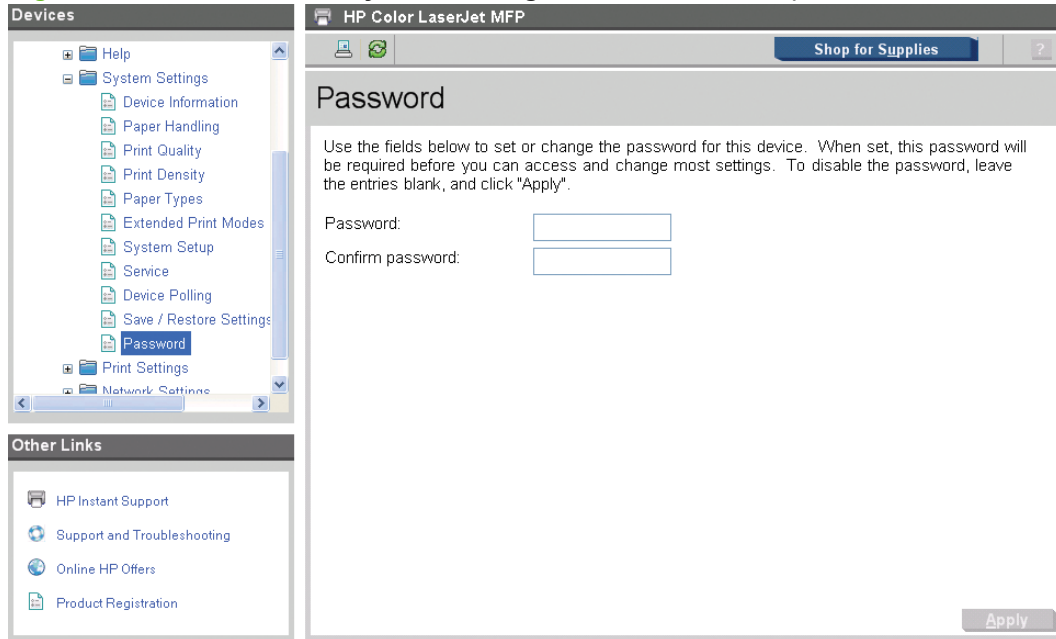 Devices
Help
System Settings
Device Information
Paper Handling
Print Quality
Print Density
Paper Types
Extended Print Modes
System Setup
Service
Device Polling
Save / Restore Settings
Password
Print Settings
Network Settings
Other Links
HP Instant Support
Support and Troubleshooting
Online HP Offers
Product Registration
HP Color LaserJet MFP
Shop for Supplies
?
Password
Use the fields below to set or change the password for this device. When set, this password will
be required before you can access and change most settings. To disable the password, leave
the entries blank, and click "Apply".
Password:
Confirm password:
Apply